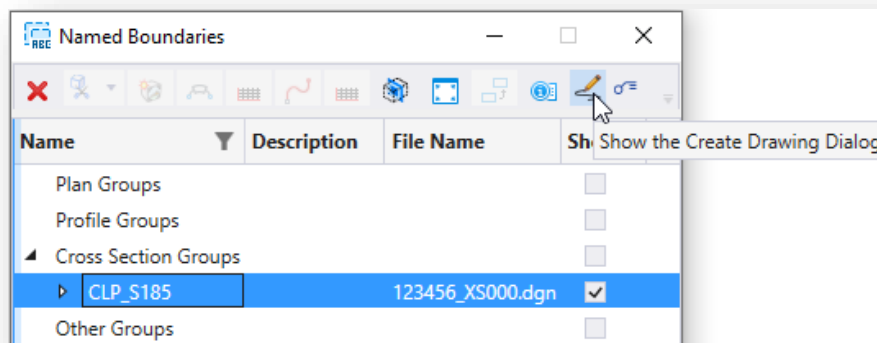 ABC Named Boundaries
Name Description File Name Sh Show the Create Drawing Dialog
Plan Groups
Profile Groups
Cross Section Groups
CLP_S185 123456_XS000.dgn
Other Groups